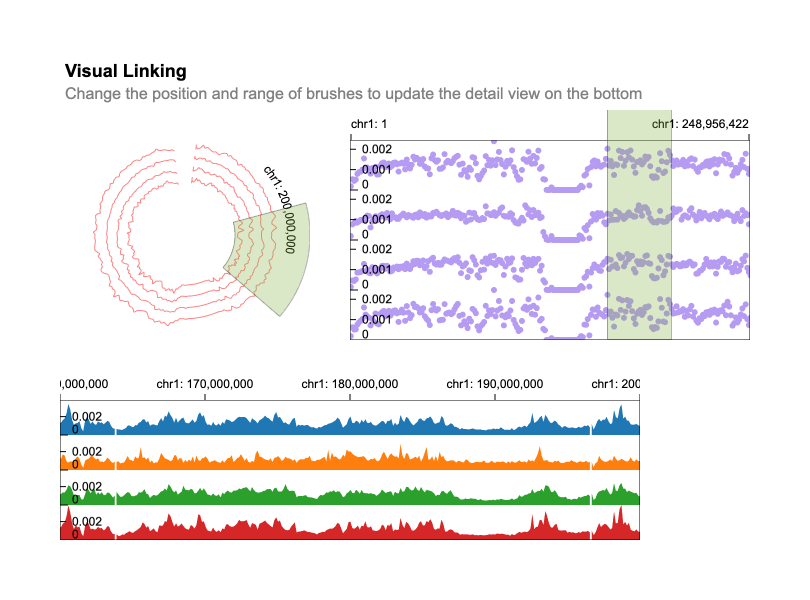 Visual Linking
Change the position and range of brushes to update the detail view on the bottom
chr1: 200,000,000
chr1: 1
chr1: 248,956,422
0.002
0.001
0
0.002
0.001
0
0.002
0.001
0
0.002
0.001
0
0,000,000
chr1: 170,000,000
chr1: 180,000,000
chr1: 190,000,000
chr1: 200
0.002
0
0.002
0
0.002
0
0.002
0